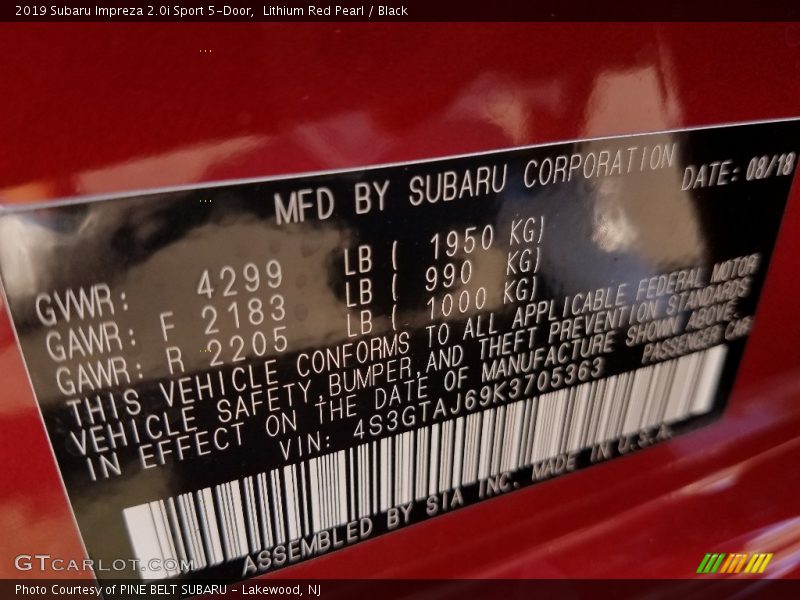 2019 Subaru Impreza 2.0i Sport 5-Door,  Lithium Red Pearl / Black
MFD BY SUBARU CORPORATION DATE: 08/18
GVWR: 4299 LB ( 1950 KG)
GAWR: F 2183 LB ( 990 KG)
GAWR: R 2205 LB ( 1000 KG)
THIS VEHICLE CONFORMS TO ALL APPLICABLE FEDERAL MOTOR
VEHICLE SAFETY,BUMPER,AND THEFT PREVENTION STANDARDS
IN EFFECT ON THE DATE OF MANUFACTURE SHOWN ABOVE.
VIN: 4S3GTAJ69K3705363 PASSENGER CAR
ASSEMBLED BY SIA INC. MADE IN U.S.A.
GTCARLOT.COM
Photo Courtesy of PINE BELT SUBARU - Lakewood, NJ